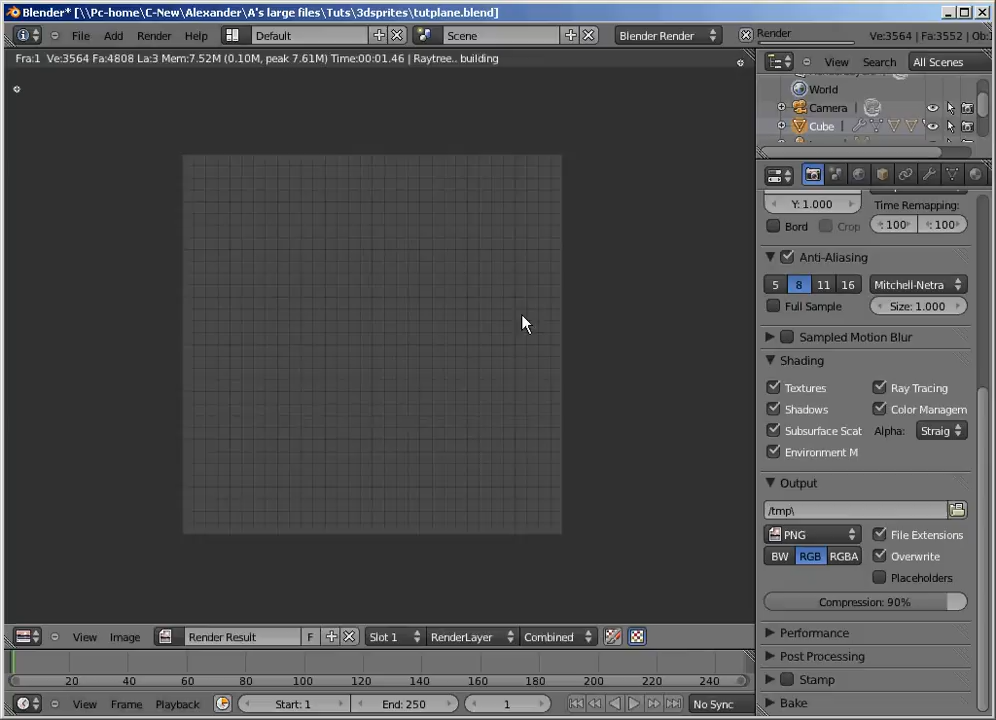 Blender* [\\Pc-home\C-New\Alexander\A's large files\Tuts\3dsprites\tutplane.blend]
File Add Render Help Default Scene Blender Render Render Ve:3564 | Fa:3552 | Ob:
Fra:1 Ve:3564 Fa:4808 La:3 Mem:7.52M (0.10M, peak 7.61M) Time:00:01.46 | Raytree.. building
View Search All Scenes
World
Camera
Cube
Y: 1.000 Time Remapping:
Bord Crop : 100 : 100
Anti-Aliasing
5 8 11 16 Mitchell-Netra
Full Sample Size: 1.000
Sampled Motion Blur
Shading
Textures Ray Tracing
Shadows Color Managem
Subsurface Scat Alpha: Straig
Environment M
Output
/tmp\
PNG File Extensions
BW RGB RGBA Overwrite
Placeholders
Compression: 90%
View Image Render Result F Slot 1 RenderLayer Combined
Performance
20 40 60 80 100 120 140 160 180 200 220 240
Post Processing
Stamp
View Frame Playback Start: 1 End: 250 1 No Sync
Bake